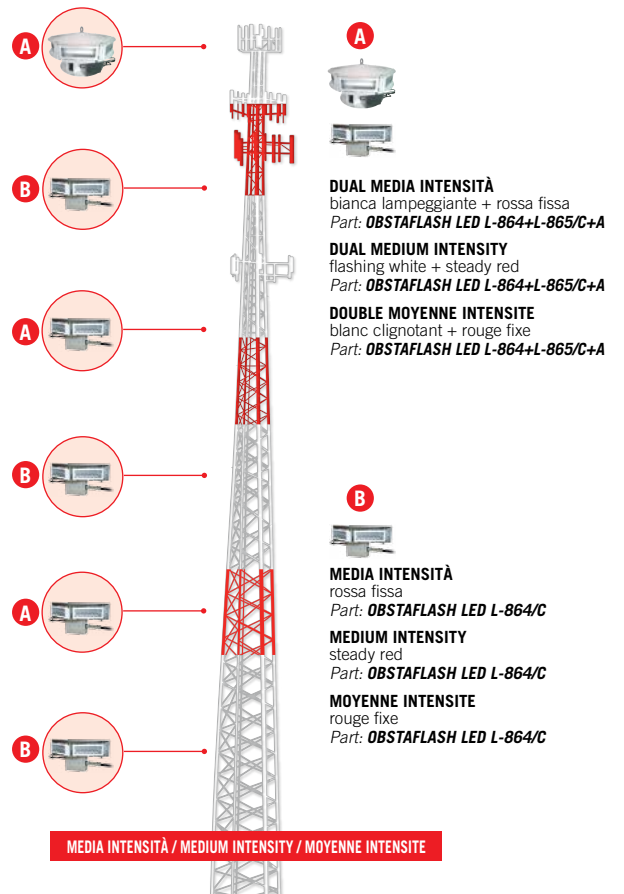 A
B
A
B
A
B
A
DUAL MEDIA INTENSITÀ
bianca lampeggiante + rossa fissa
Part: OBSTAFLASH LED L-864+L-865/C+A
DUAL MEDIUM INTENSITY
flashing white + steady red
Part: OBSTAFLASH LED L-864+L-865/C+A
DOUBLE MOYENNE INTENSITE
blanc clignotant + rouge fixe
Part: OBSTAFLASH LED L-864+L-865/C+A
B
MEDIA INTENSITÀ
rossa fissa
Part: OBSTAFLASH LED L-864/C
MEDIUM INTENSITY
steady red
Part: OBSTAFLASH LED L-864/C
MOYENNE INTENSITE
rouge fixe
Part: OBSTAFLASH LED L-864/C
MEDIA INTENSITÀ / MEDIUM INTENSITY / MOYENNE INTENSITE